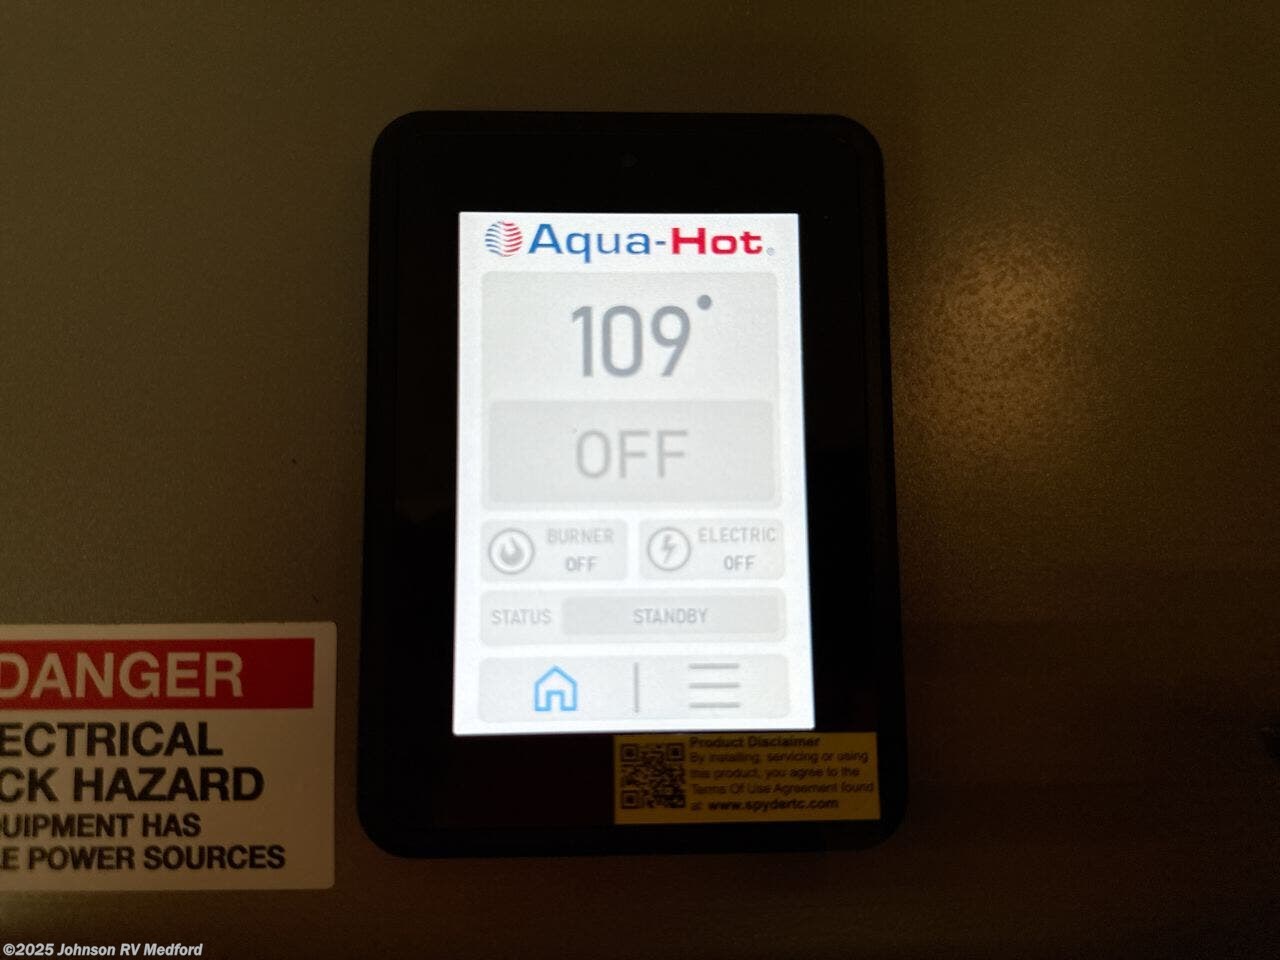 Aqua-Hot®
109°
OFF
BURNER
OFF
ELECTRIC
OFF
STATUS
STANDBY
DANGER
ECTRICAL
CK HAZARD
QUIPMENT HAS
LE POWER SOURCES
Product Disclaimer
By installing, servicing or using
this product, you agree to the
Terms Of Use Agreement found
at www.spydertc.com
©2025 Johnson RV Medford